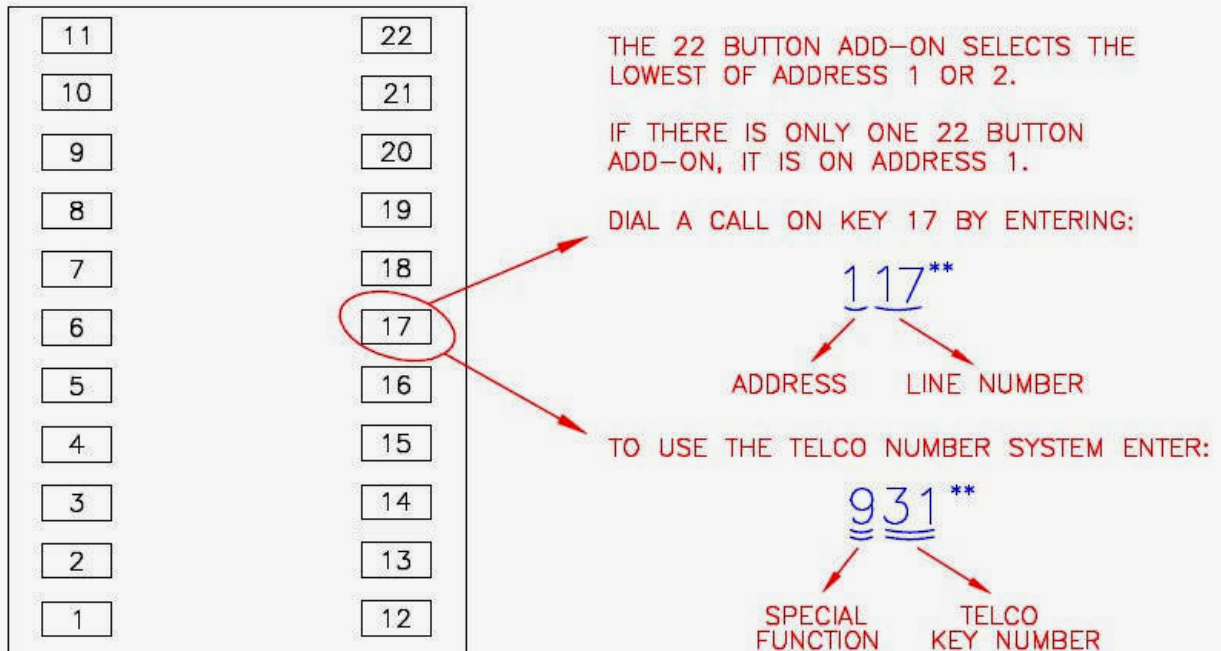 11
22
10
21
9
20
8
19
7
18
6
17
5
16
4
15
3
14
2
13
1
12
THE 22 BUTTON ADD-ON SELECTS THE
LOWEST OF ADDRESS 1 OR 2.
IF THERE IS ONLY ONE 22 BUTTON
ADD-ON, IT IS ON ADDRESS 1.
DIAL A CALL ON KEY 17 BY ENTERING:
1 17**
ADDRESS
LINE NUMBER
TO USE THE TELCO NUMBER SYSTEM ENTER:
931**
SPECIAL
FUNCTION
TELCO
KEY NUMBER